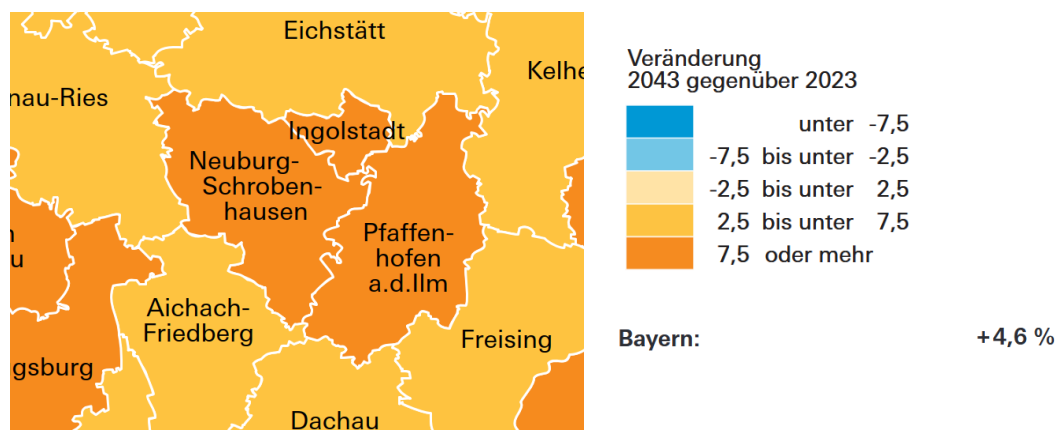 Eichstätt
Kelhe
nau-Ries
Ingolstadt
Neuburg-
Schroben-
hausen
Pfaffen-
hofen
a.d.Ilm
u
Aichach-
Friedberg
Freising
gsburg
Dachau
Veränderung
2043 gegenüber 2023
unter -7,5
-7,5 bis unter -2,5
-2,5 bis unter 2,5
2,5 bis unter 7,5
7,5 oder mehr
Bayern: +4,6 %